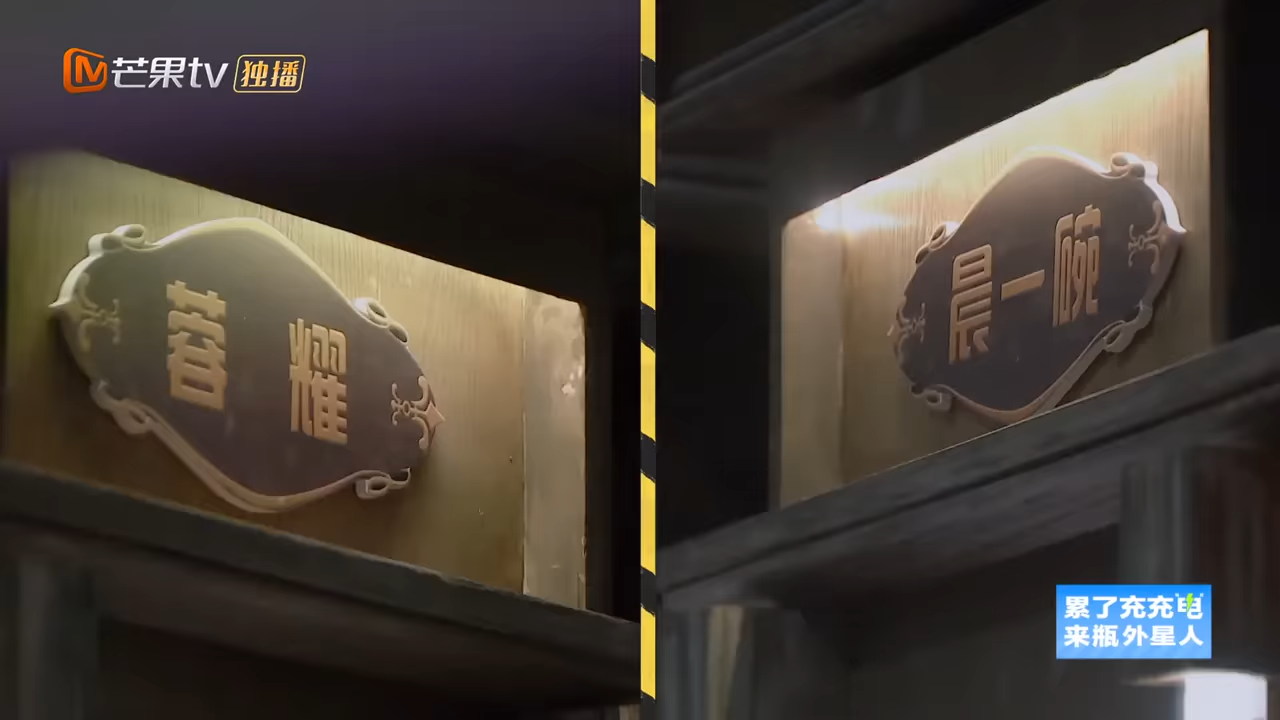 芒果tv 独播
蓉 耀
晨一碗
累了充充电
来瓶外星人